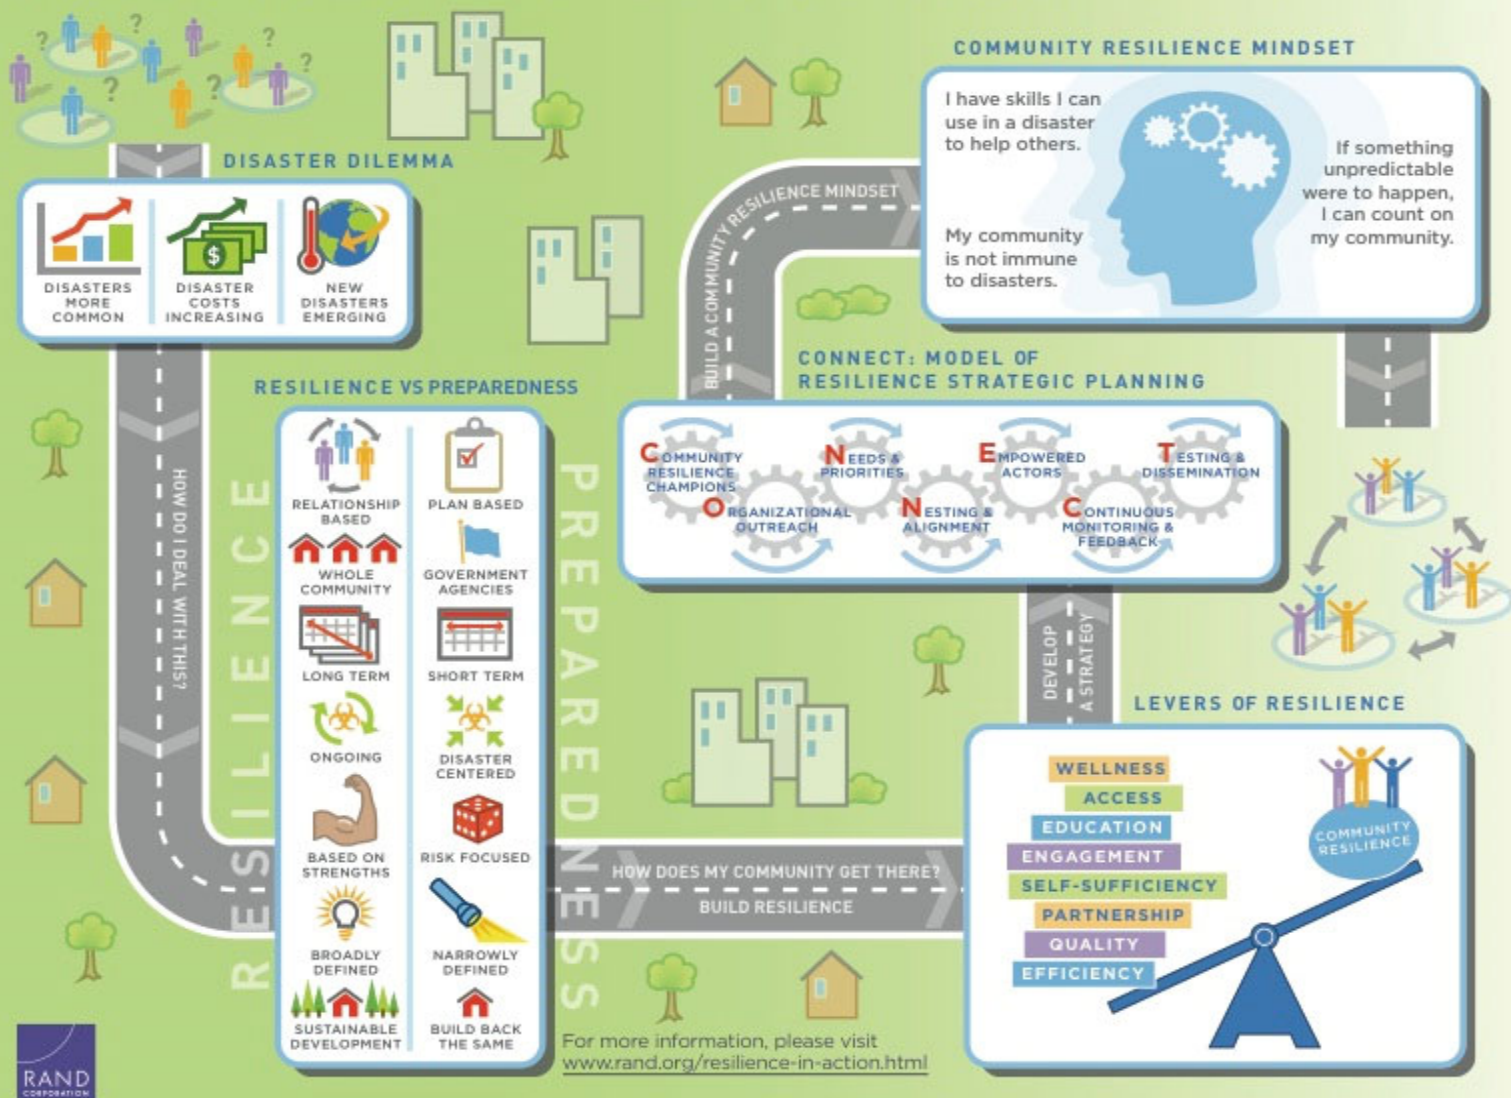 ?
?
?
?
?
?
DISASTER DILEMMA
$
DISASTERS
MORE
COMMON
DISASTER
COSTS
INCREASING
NEW
DISASTERS
EMERGING
HOW DO I DEAL WITH THIS?
RESILIENCE VS PREPAREDNESS
RESILIENCE
RELATIONSHIP
BASED
WHOLE
COMMUNITY
LONG TERM
ONGOING
BASED ON
STRENGTHS
BROADLY
DEFINED
SUSTAINABLE
DEVELOPMENT
PLAN BASED
GOVERNMENT
AGENCIES
SHORT TERM
DISASTER
CENTERED
RISK FOCUSED
NARROWLY
DEFINED
BUILD BACK
THE SAME
PREPAREDNESS
HOW DOES MY COMMUNITY GET THERE?
BUILD RESILIENCE
LEVERS OF RESILIENCE
WELLNESS
ACCESS
EDUCATION
ENGAGEMENT
SELF-SUFFICIENCY
PARTNERSHIP
QUALITY
EFFICIENCY
COMMUNITY
RESILIENCE
DEVELOP
A STRATEGY
CONNECT: MODEL OF
RESILIENCE STRATEGIC PLANNING
COMMUNITY
RESILIENCE
CHAMPIONS
ORGANIZATIONAL
OUTREACH
NEEDS &
PRIORITIES
NESTING &
ALIGNMENT
EMPOWERED
ACTORS
CONTINUOUS
MONITORING &
FEEDBACK
TESTING &
DISSEMINATION
BUILD A COMMUNITY RESILIENCE MINDSET
COMMUNITY RESILIENCE MINDSET
I have skills I can
use in a disaster
to help others.
My community
is not immune
to disasters.
If something
unpredictable
were to happen,
I can count on
my community.
For more information, please visit
www.rand.org/resilience-in-action.html
RAND
CORPORATION